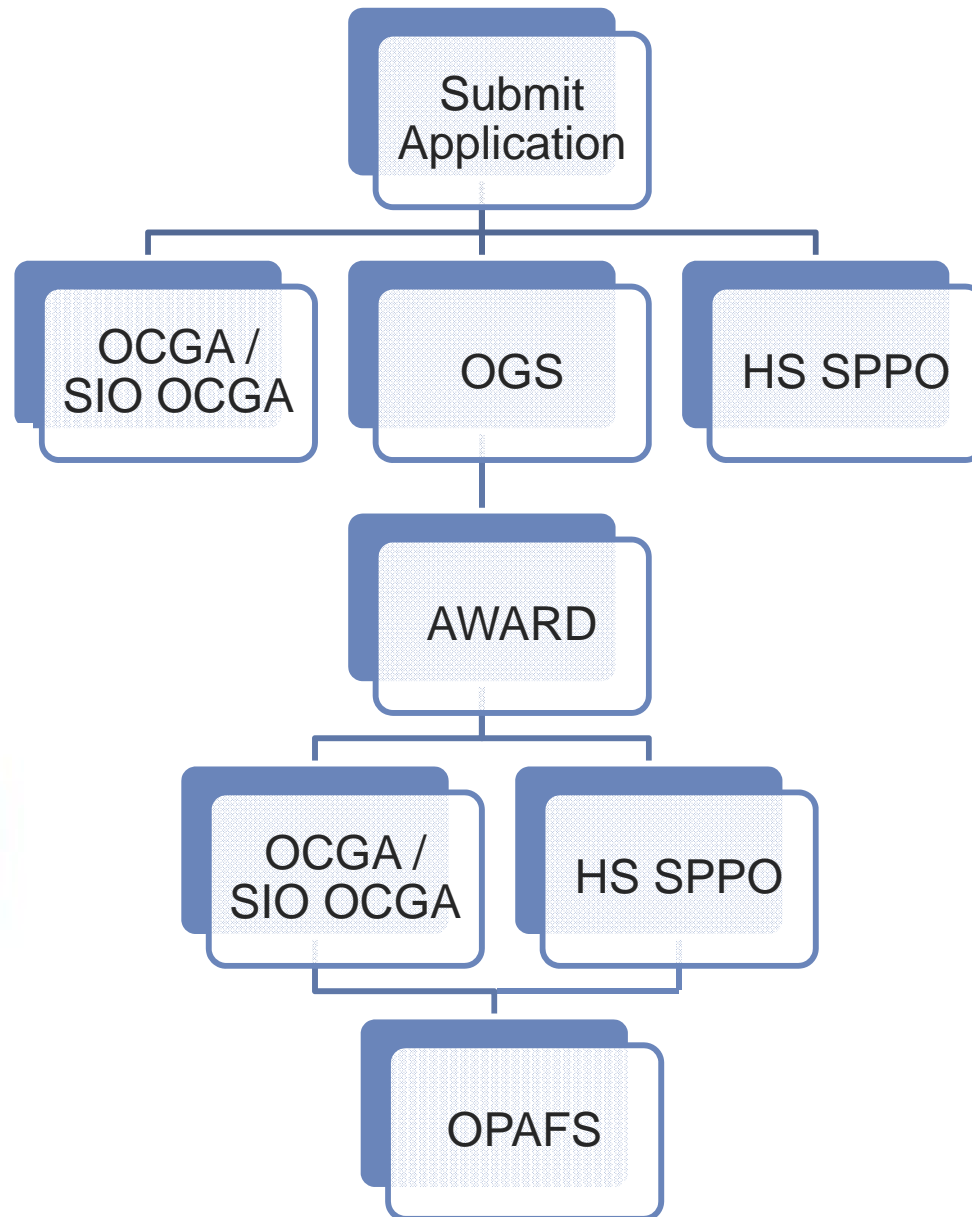 Submit
Application
OCGA /
SIO OCGA
OGS
HS SPPO
AWARD
OCGA /
SIO OCGA
HS SPPO
OPAFS